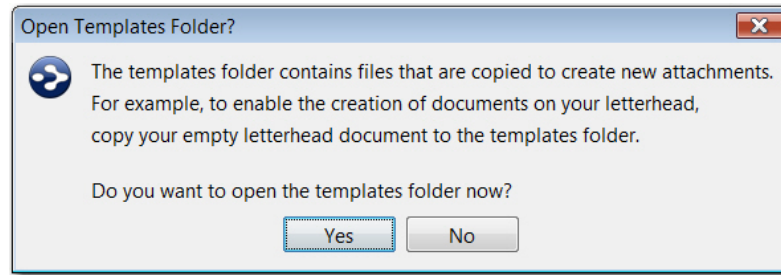 Open Templates Folder?
The templates folder contains files that are copied to create new attachments.
For example, to enable the creation of documents on your letterhead,
copy your empty letterhead document to the templates folder.
Do you want to open the templates folder now?
Yes No